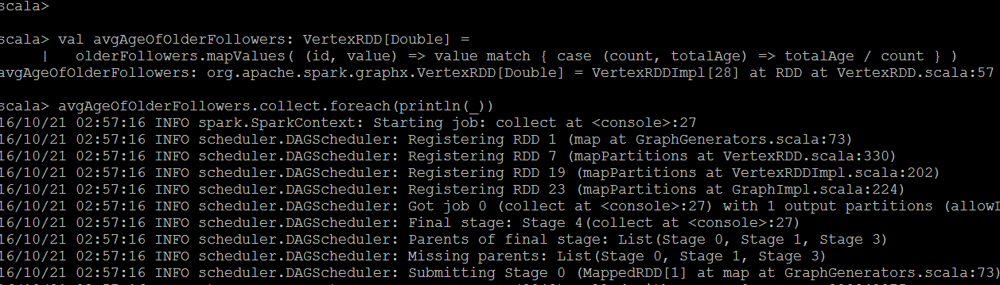 scala>
scala> val avgAgeOfOlderFollowers: VertexRDD[Double] =
     |   olderFollowers.mapValues( (id, value) => value match { case (count, totalAge) => totalAge / count } )
avgAgeOfOlderFollowers: org.apache.spark.graphx.VertexRDD[Double] = VertexRDDImpl[28] at RDD at VertexRDD.scala:57
scala> avgAgeOfOlderFollowers.collect.foreach(println(_))
16/10/21 02:57:16 INFO spark.SparkContext: Starting job: collect at <console>:27
16/10/21 02:57:16 INFO scheduler.DAGScheduler: Registering RDD 1 (map at GraphGenerators.scala:73)
16/10/21 02:57:16 INFO scheduler.DAGScheduler: Registering RDD 7 (mapPartitions at VertexRDD.scala:330)
16/10/21 02:57:16 INFO scheduler.DAGScheduler: Registering RDD 19 (mapPartitions at VertexRDDImpl.scala:202)
16/10/21 02:57:16 INFO scheduler.DAGScheduler: Registering RDD 23 (mapPartitions at GraphImpl.scala:224)
16/10/21 02:57:16 INFO scheduler.DAGScheduler: Got job 0 (collect at <console>:27) with 1 output partitions (allowL
16/10/21 02:57:16 INFO scheduler.DAGScheduler: Final stage: Stage 4(collect at <console>:27)
16/10/21 02:57:16 INFO scheduler.DAGScheduler: Parents of final stage: List(Stage 0, Stage 1, Stage 3)
16/10/21 02:57:16 INFO scheduler.DAGScheduler: Missing parents: List(Stage 0, Stage 1, Stage 3)
16/10/21 02:57:16 INFO scheduler.DAGScheduler: Submitting Stage 0 (MappedRDD[1] at map at GraphGenerators.scala:73)